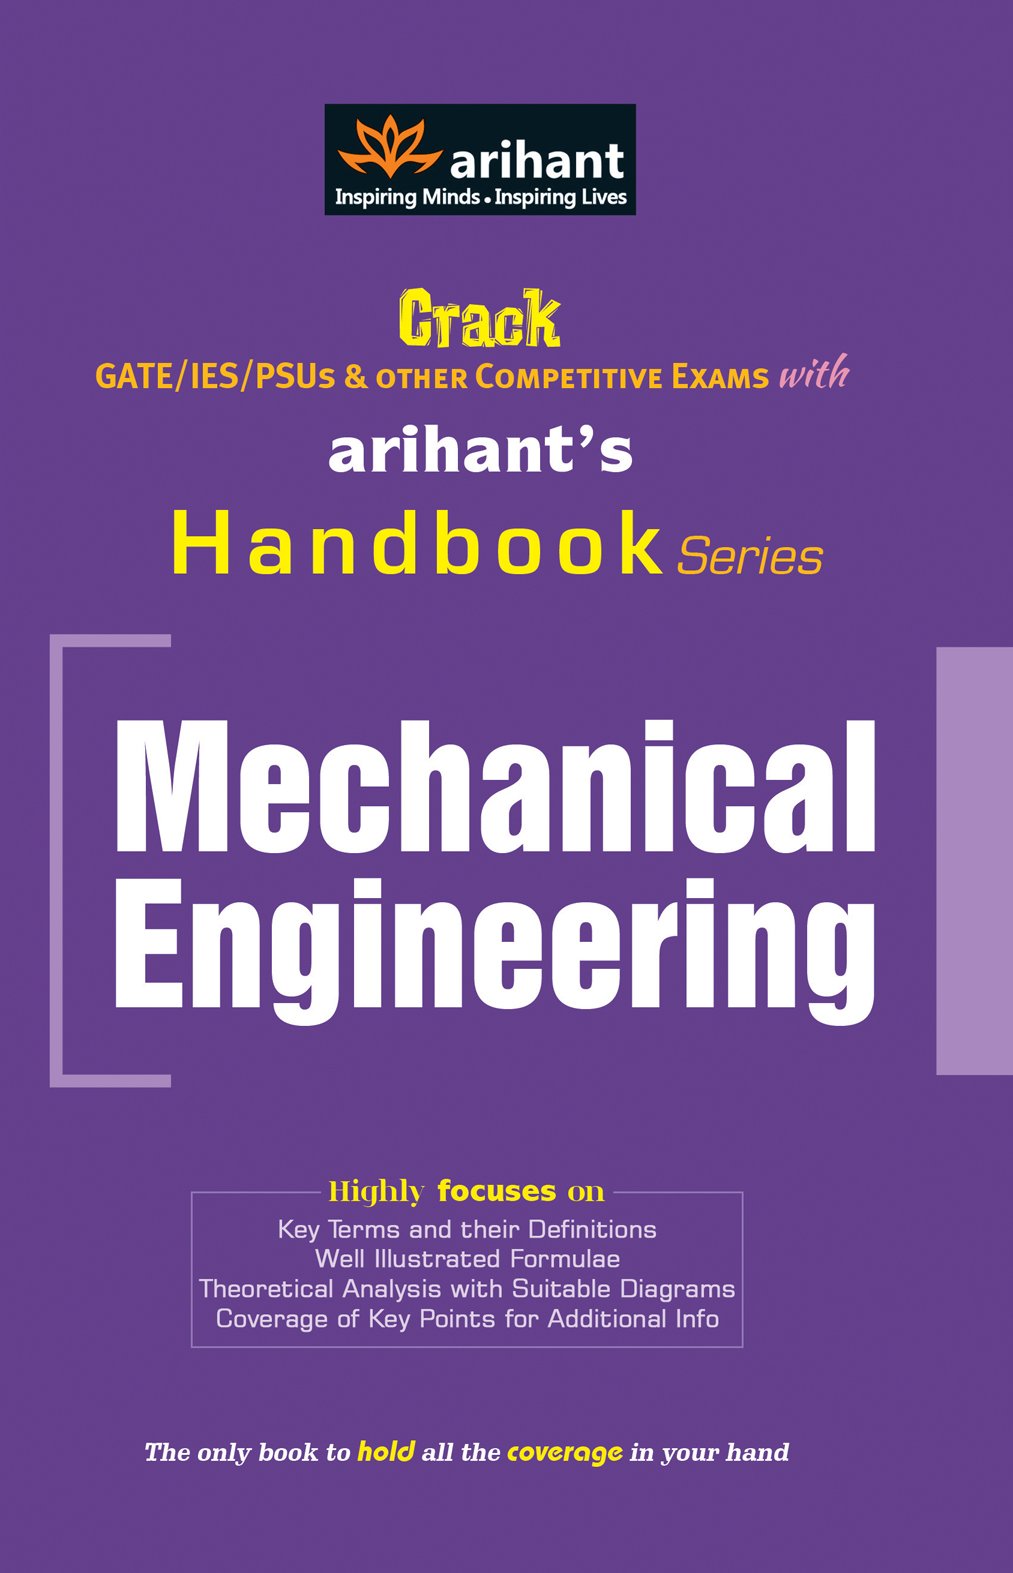 arihant
Inspiring Minds • Inspiring Lives
Crack
GATE/IES/PSUs & OTHER COMPETITIVE EXAMS with
arihant's
Handbook Series
Mechanical
Engineering
Highly focuses on
Key Terms and their Definitions
Well Illustrated Formulae
Theoretical Analysis with Suitable Diagrams
Coverage of Key Points for Additional Info
The only book to hold all the coverage in your hand